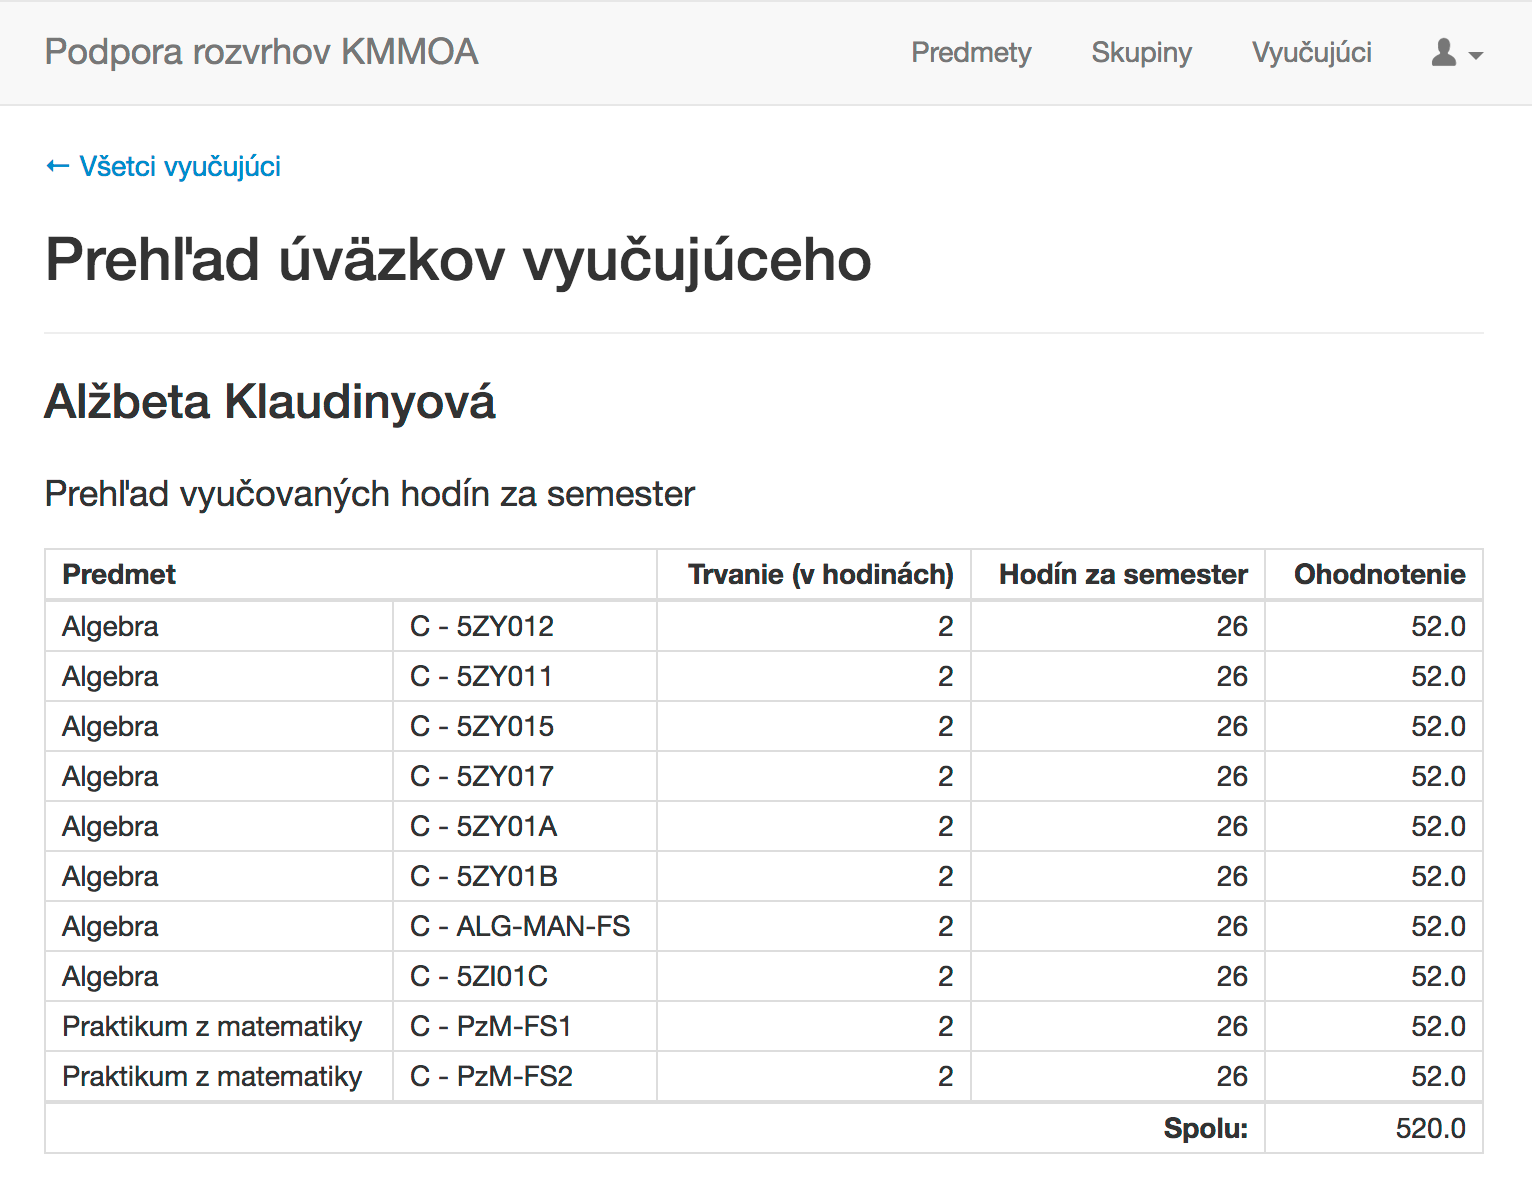 Podpora rozvrhov KMMOA Predmety Skupiny Vyučujúci
← Všetci vyučujúci
Prehľad úväzkov vyučujúceho
Alžbeta Klaudinyová
Prehľad vyučovaných hodín za semester
Predmet Trvanie (v hodinách) Hodín za semester Ohodnotenie
Algebra C - 5ZY012 2 26 52.0
Algebra C - 5ZY011 2 26 52.0
Algebra C - 5ZY015 2 26 52.0
Algebra C - 5ZY017 2 26 52.0
Algebra C - 5ZY01A 2 26 52.0
Algebra C - 5ZY01B 2 26 52.0
Algebra C - ALG-MAN-FS 2 26 52.0
Algebra C - 5ZI01C 2 26 52.0
Praktikum z matematiky C - PzM-FS1 2 26 52.0
Praktikum z matematiky C - PzM-FS2 2 26 52.0
Spolu: 520.0